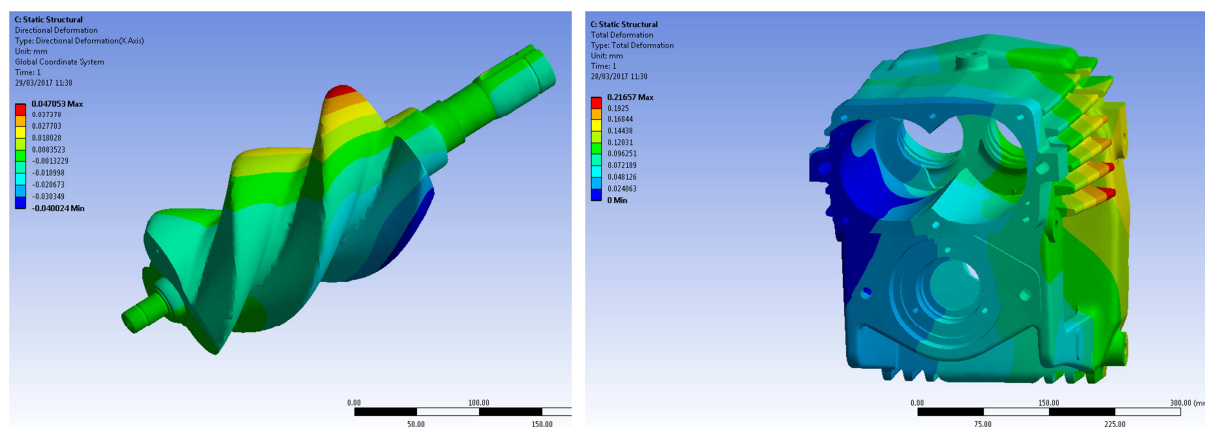 C: Static Structural
Directional Deformation
Type: Directional Deformation(X Axis)
Unit: mm
Global Coordinate System
Time: 1
29/03/2017 11:38
0.047053 Max
0.037378
0.027703
0.018028
0.0083523
-0.0013229
-0.010998
-0.020673
-0.030349
-0.040024 Min
0.00
100.00
50.00
150.00
C: Static Structural
Total Deformation
Type: Total Deformation
Unit: mm
Time: 1
28/03/2017 11:30
0.21657 Max
0.1925
0.16844
0.14438
0.12031
0.096251
0.072189
0.048126
0.024063
0 Min
0.00
150.00
300.00 (mm
75.00
225.00